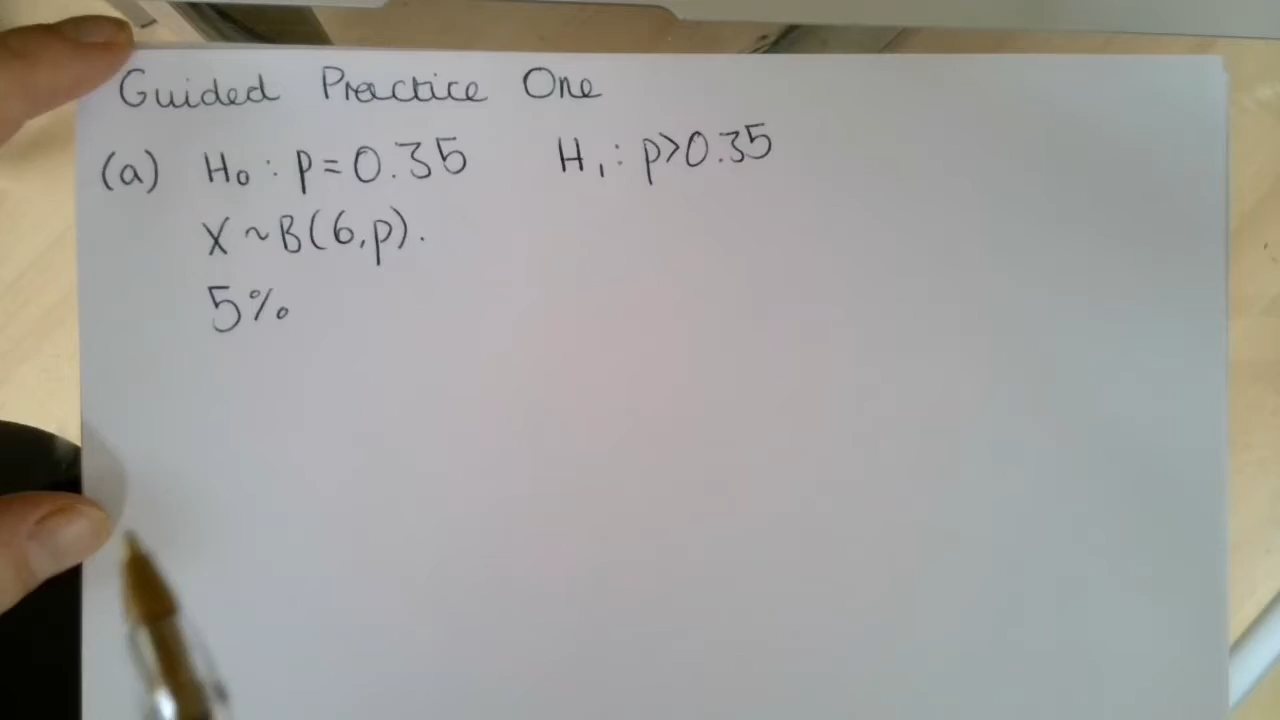 Guided Practice One
(a) H₀ : p = 0.35 H₁ : p > 0.35
X ~ B(6, p).
5%